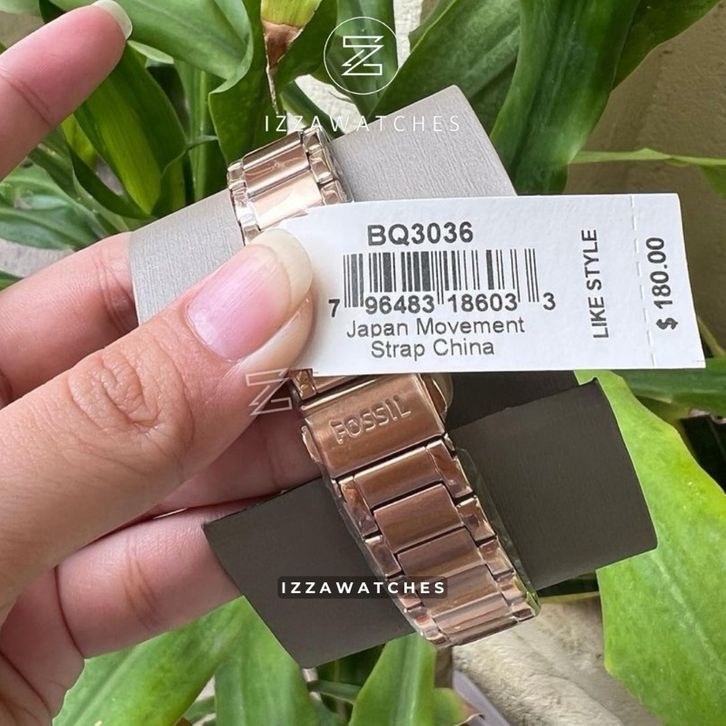 IZZAWATCHES
BQ3036
7 96483 18603 3
Japan Movement
Strap China
LIKE STYLE
$ 180.00
FOSSIL
IZZAWATCHES